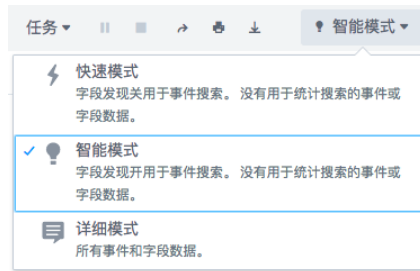 任务 智能模式
快速模式
字段发现关用于事件搜索。 没有用于统计搜索的事件或
字段数据。
智能模式
字段发现开用于事件搜索。 没有用于统计搜索的事件或
字段数据。
详细模式
所有事件和字段数据。